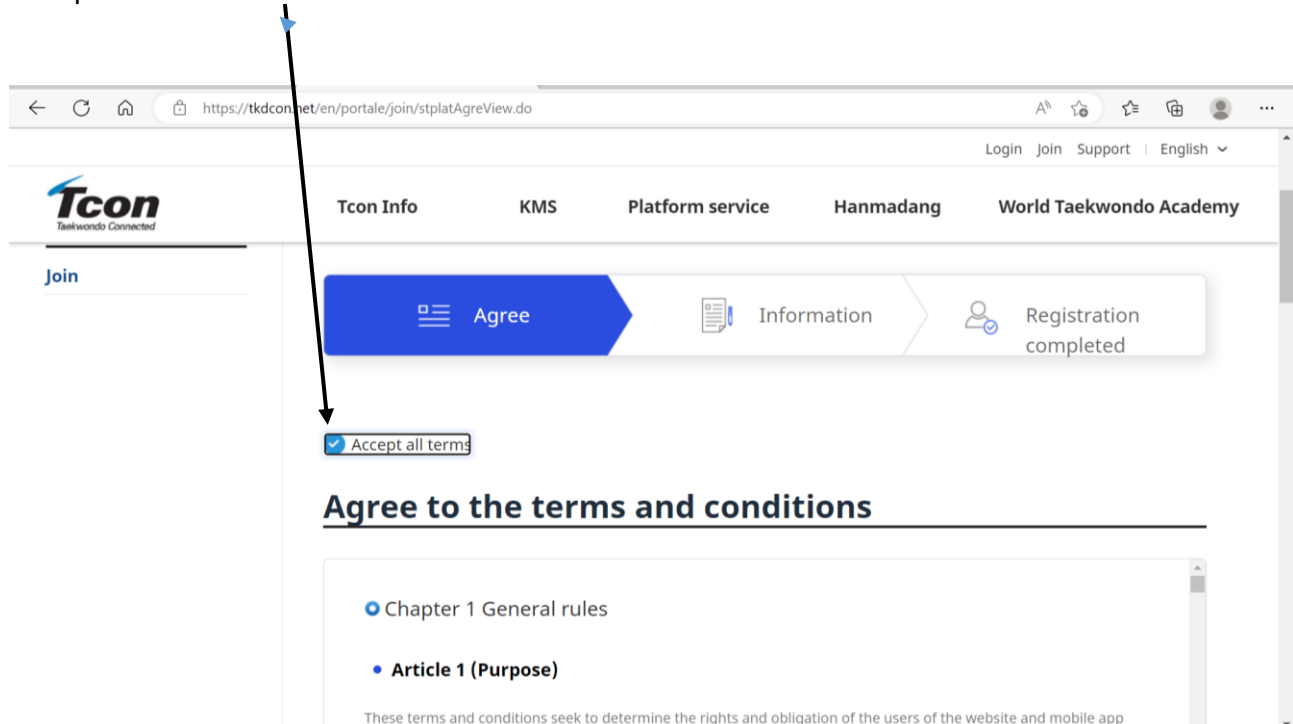 https://tkdcon.net/en/portale/join/stplatAgreView.do
Login Join Support English
Tcon
Taekwondo Connected
Tcon Info KMS Platform service Hanmadang World Taekwondo Academy
Join
Agree
Information
Registration
completed
Accept all terms
Agree to the terms and conditions
Chapter 1 General rules
Article 1 (Purpose)
These terms and conditions seek to determine the rights and obligation of the users of the website and mobile app